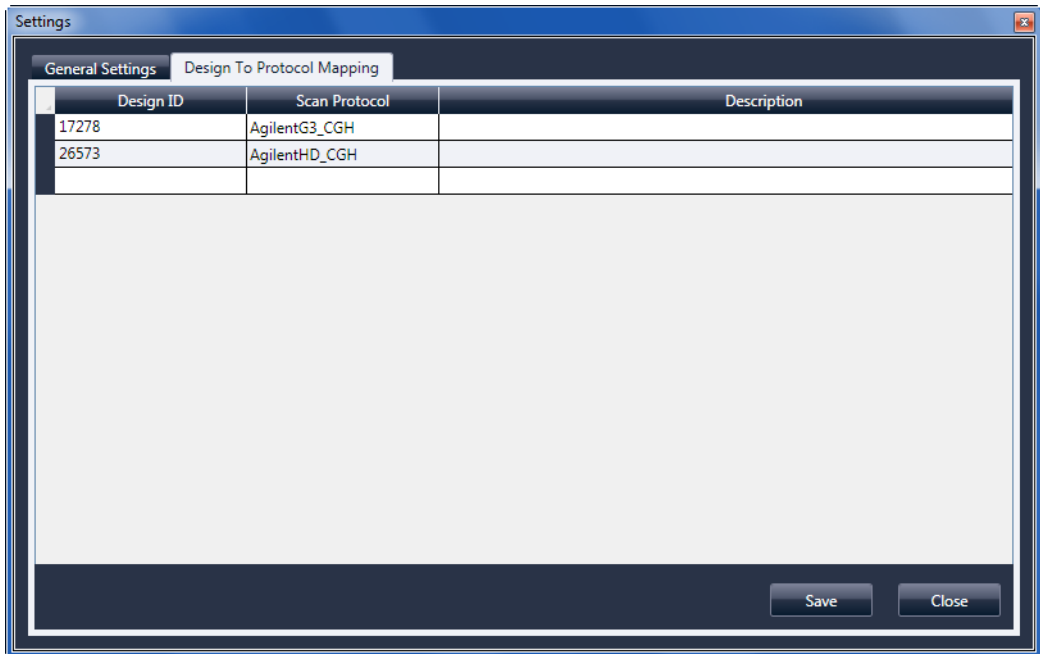 Settings
General Settings Design To Protocol Mapping
Design ID Scan Protocol Description
17278 AgilentG3_CGH
26573 AgilentHD_CGH
Save Close